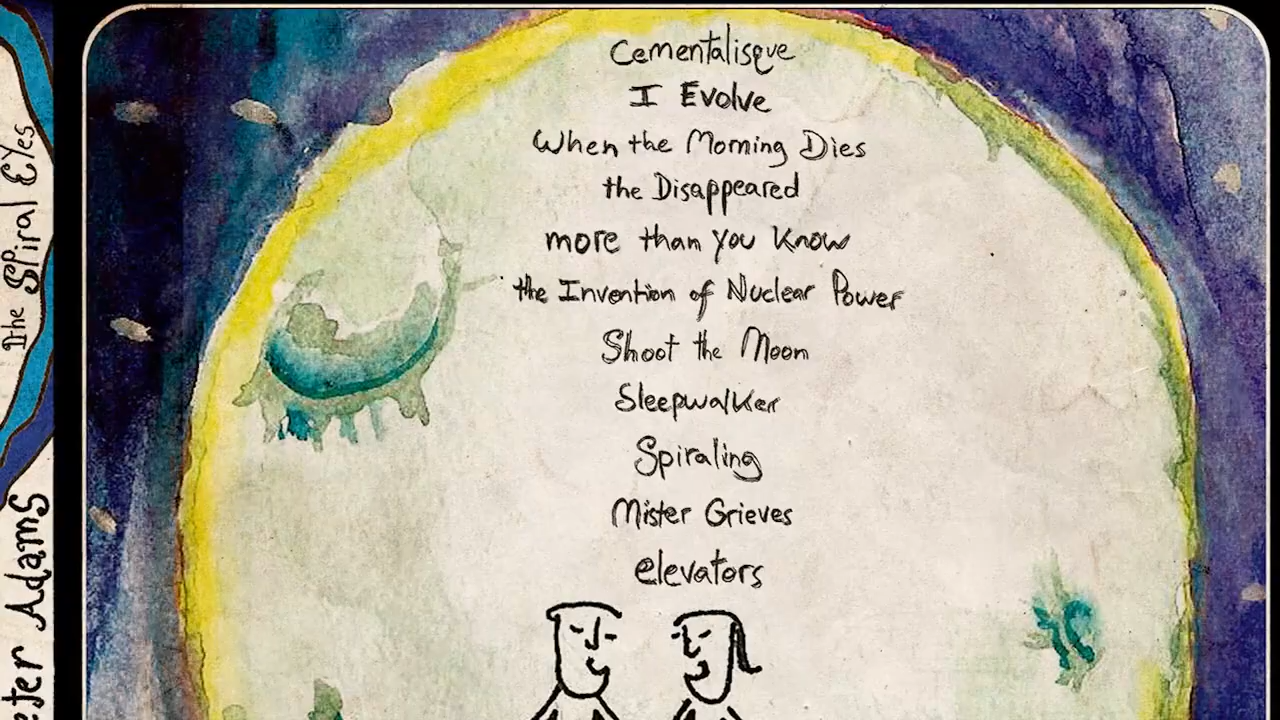 Cementalisque
I Evolve
When the Morning Dies
the Disappeared
more than you know
the Invention of Nuclear Power
Shoot the Moon
Sleepwalker
Spiraling
Mister Grieves
elevators
the Spiral Eyes
eter Adams